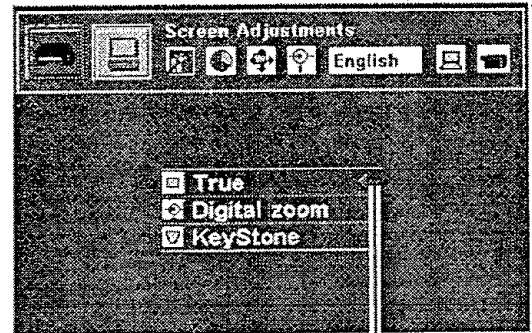 Screen Adjustments
English
True
Digital zoom
KeyStone